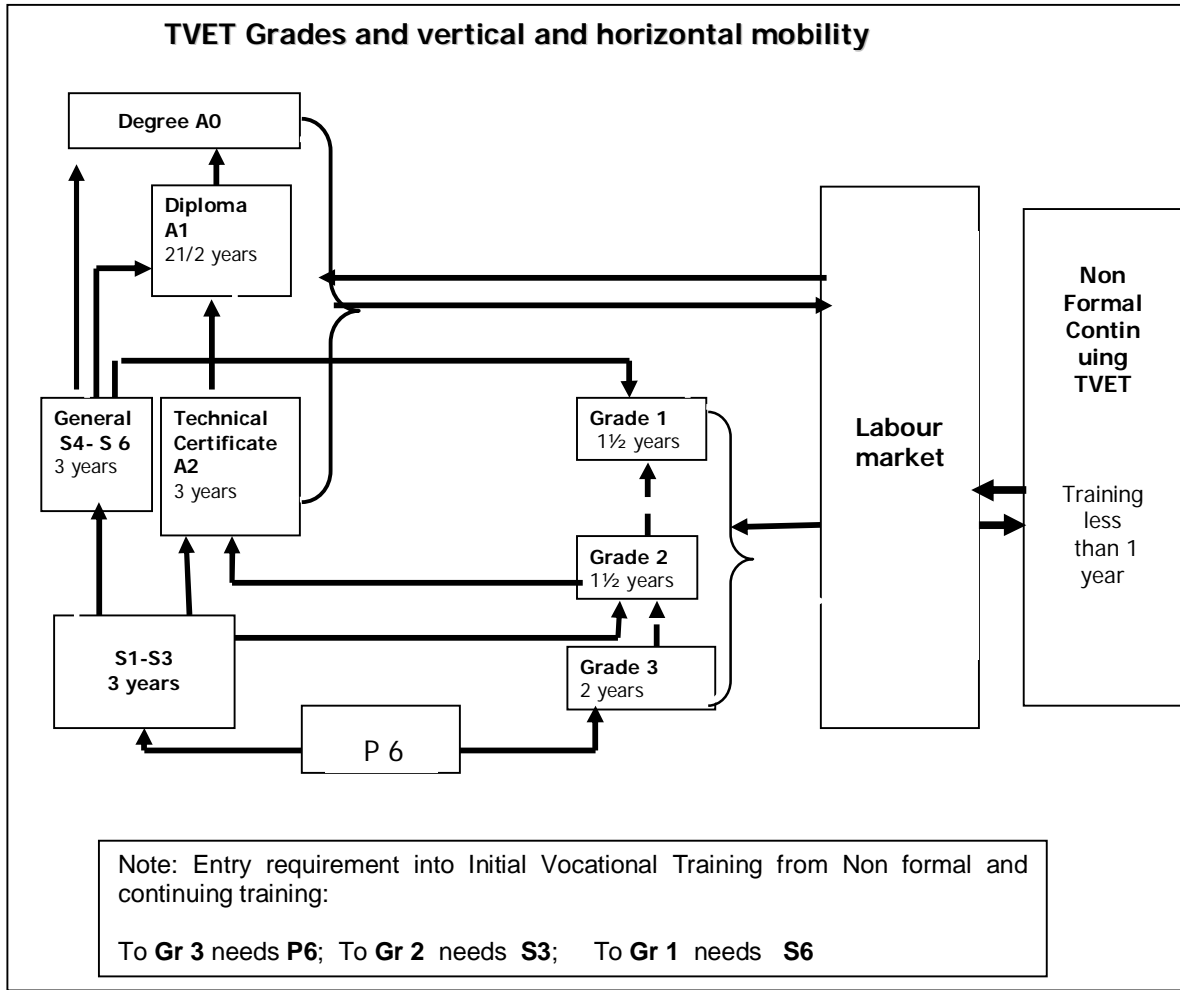 TVET Grades and vertical and horizontal mobility
Degree A0
Diploma
A1
21/2 years
General
S4- S 6
3 years
Technical
Certificate
A2
3 years
Grade 1
1½ years
Grade 2
1½ years
Grade 3
2 years
S1-S3
3 years
P 6
Labour
market
Non
Formal
Contin
uing
TVET
Training
less
than 1
year
Note: Entry requirement into Initial Vocational Training from Non formal and
continuing training:
To Gr 3 needs P6; To Gr 2 needs S3; To Gr 1 needs S6